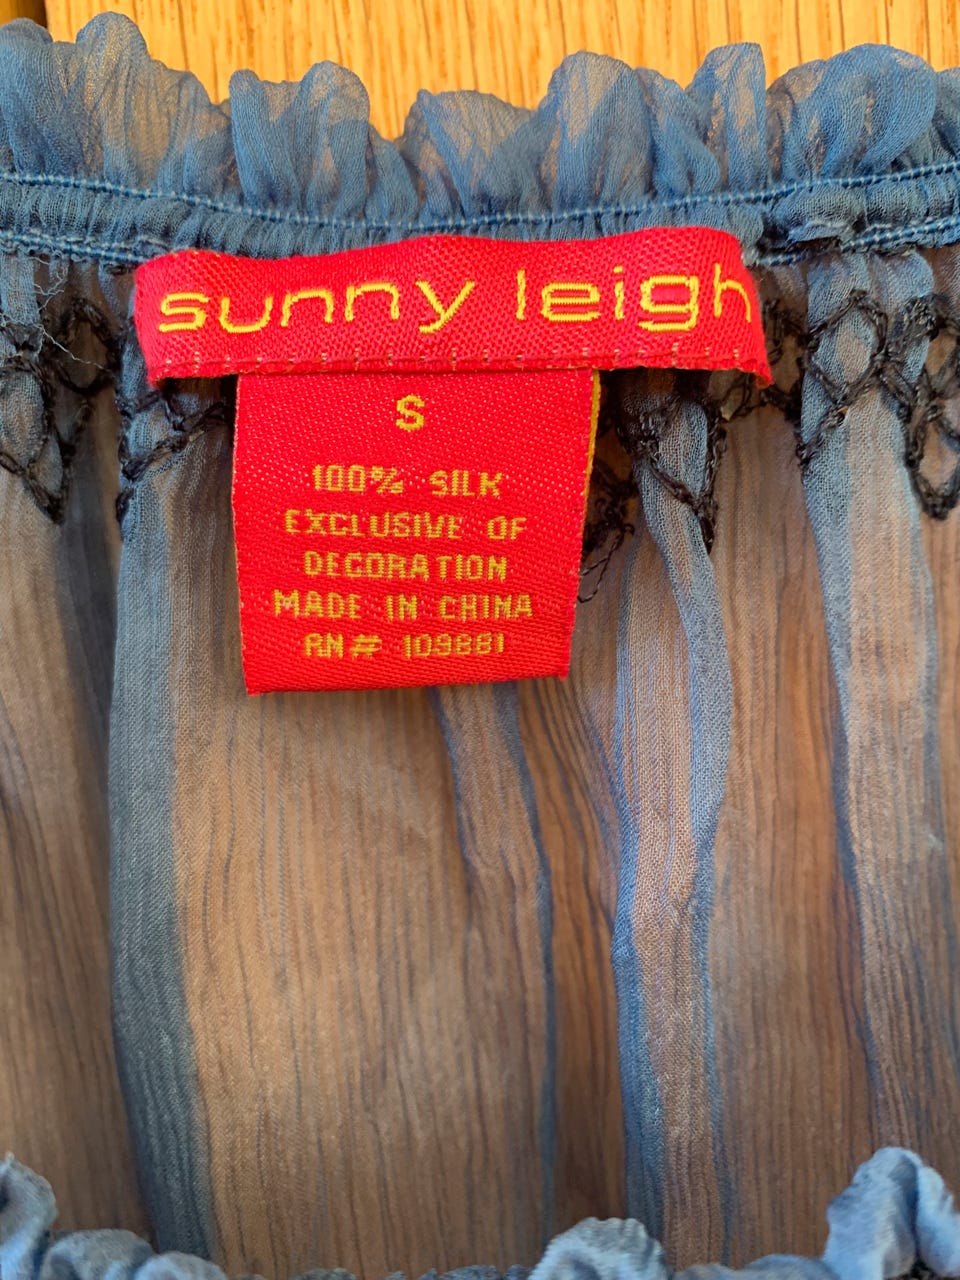 sunny leigh
S
100% SILK
EXCLUSIVE OF
DECORATION
MADE IN CHINA
RN# 109881